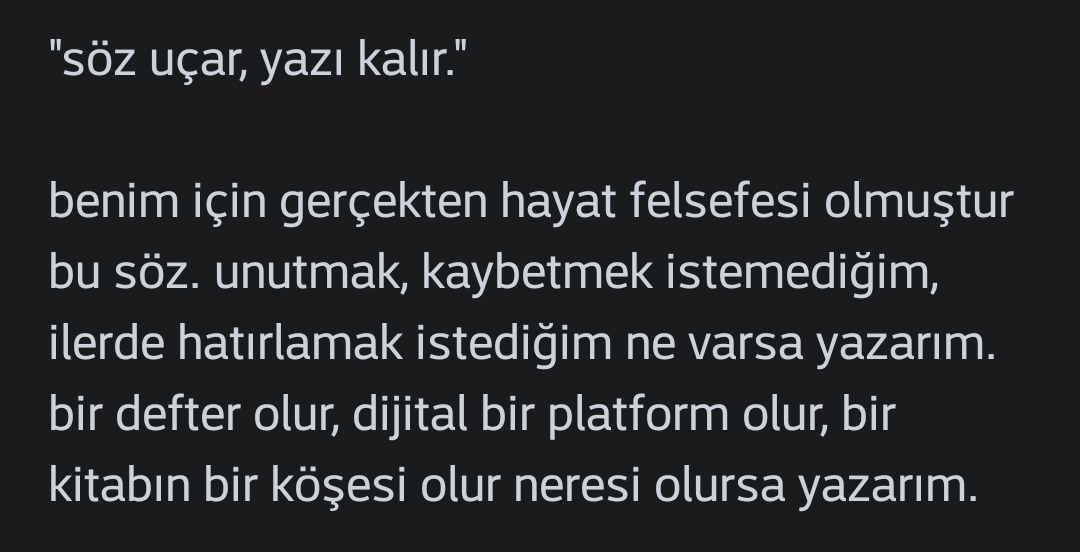 "söz uçar, yazı kalır."
benim için gerçekten hayat felsefesi olmuştur
bu söz. unutmak, kaybetmek istemediğim,
ilerde hatırlamak istediğim ne varsa yazarım.
bir defter olur, dijital bir platform olur, bir
kitabın bir köşesi olur neresi olursa yazarım.